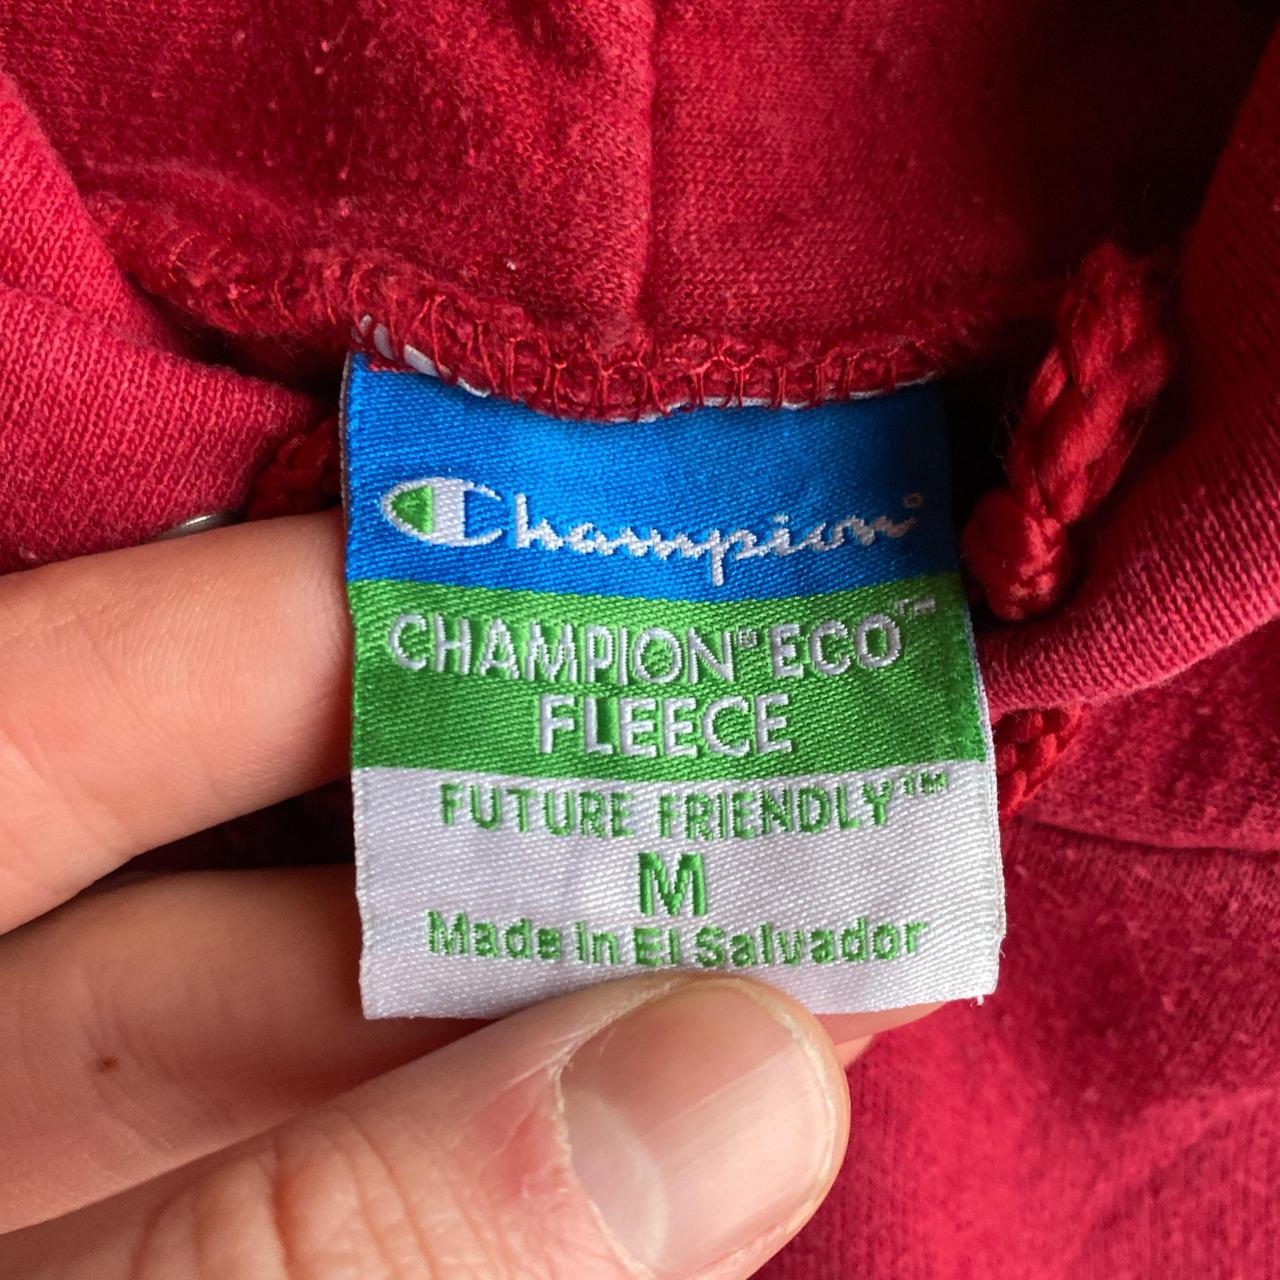 Champion®
CHAMPION® ECO™
FLEECE
FUTURE FRIENDLY™
M
Made in El Salvador